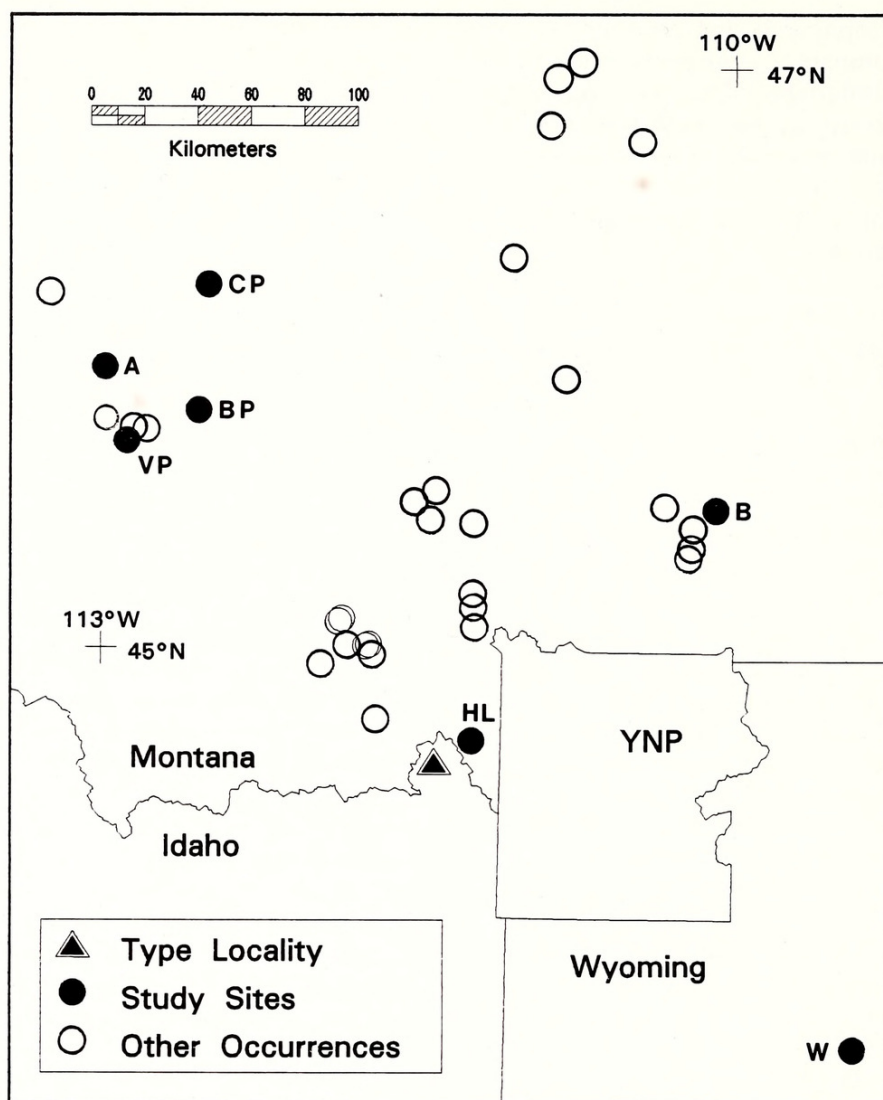 110°W
47°N
0 20 40 60 80 100
Kilometers
CP
A
BP
VP
B
113°W
45°N
HL
YNP
Montana
Idaho
Type Locality
Study Sites
Other Occurrences
Wyoming
W